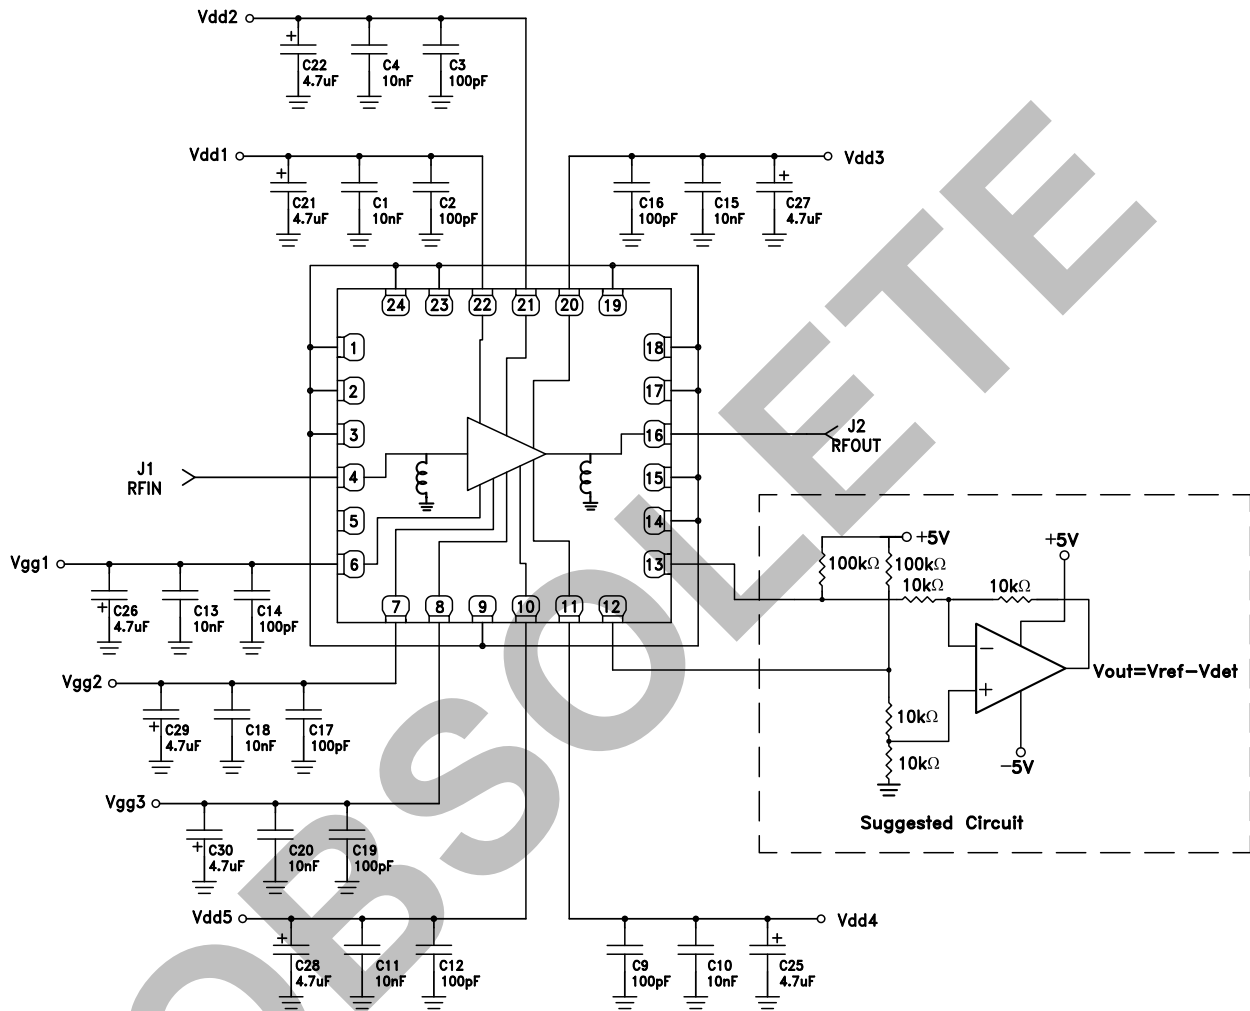 Vdd2
+
C22
4.7uF
C4
10nF
C3
100pF
Vdd1
+
C21
4.7uF
C1
10nF
C2
100pF
Vdd3
C16
100pF
C15
10nF
+
C27
4.7uF
24
23
22
21
20
19
1
2
3
4
5
6
18
17
16
15
14
13
7
8
9
10
11
12
J1
RFIN
J2
RFOUT
Vgg1
+
C26
4.7uF
C13
10nF
C14
100pF
Vgg2
+
C29
4.7uF
C18
10nF
C17
100pF
Vgg3
+
C30
4.7uF
C20
10nF
C19
100pF
Vdd5
+
C28
4.7uF
C11
10nF
C12
100pF
Vdd4
C9
100pF
C10
10nF
+
C25
4.7uF
+5V
100kΩ
100kΩ
10kΩ
10kΩ
+5V
−
+
Vout=Vref−Vdet
10kΩ
10kΩ
−5V
Suggested Circuit
OBSOLETE